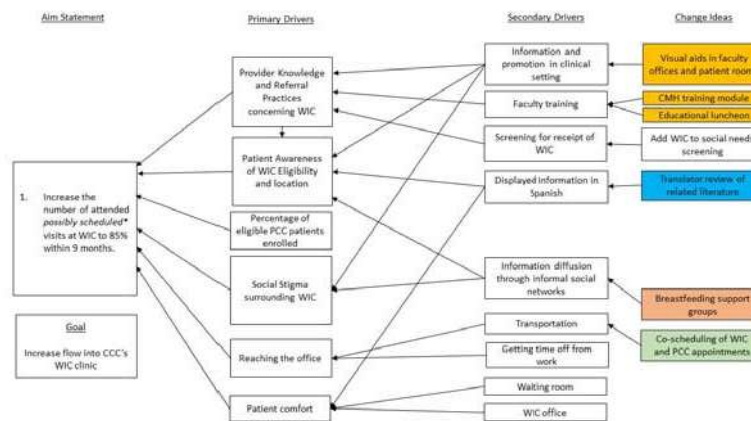 Aim Statement
Primary Drivers
Secondary Drivers
Change Ideas
1. Increase the
number of attended
possibly scheduled*
visits at WIC to 85%
within 9 months.
Goal
Increase flow into CCC's
WIC clinic
Provider Knowledge
and Referral
Practices
concerning WIC
Patient Awareness
of WIC Eligibility
and location
Percentage of
eligible PCC patients
enrolled
Social Stigma
surrounding WIC
Reaching the office
Patient comfort
Information and
promotion in clinical
setting
Faculty training
Screening for receipt of
WIC
Displayed information in
Spanish
Information diffusion
through informal social
networks
Transportation
Getting time off from
work
Waiting room
WIC office
Visual aids in faculty
offices and patient room
CMH training module
Educational luncheon
Add WIC to social needs
screening
Translator review of
related literature
Breastfeeding support
groups
Co-scheduling of WIC
and PCC appointments